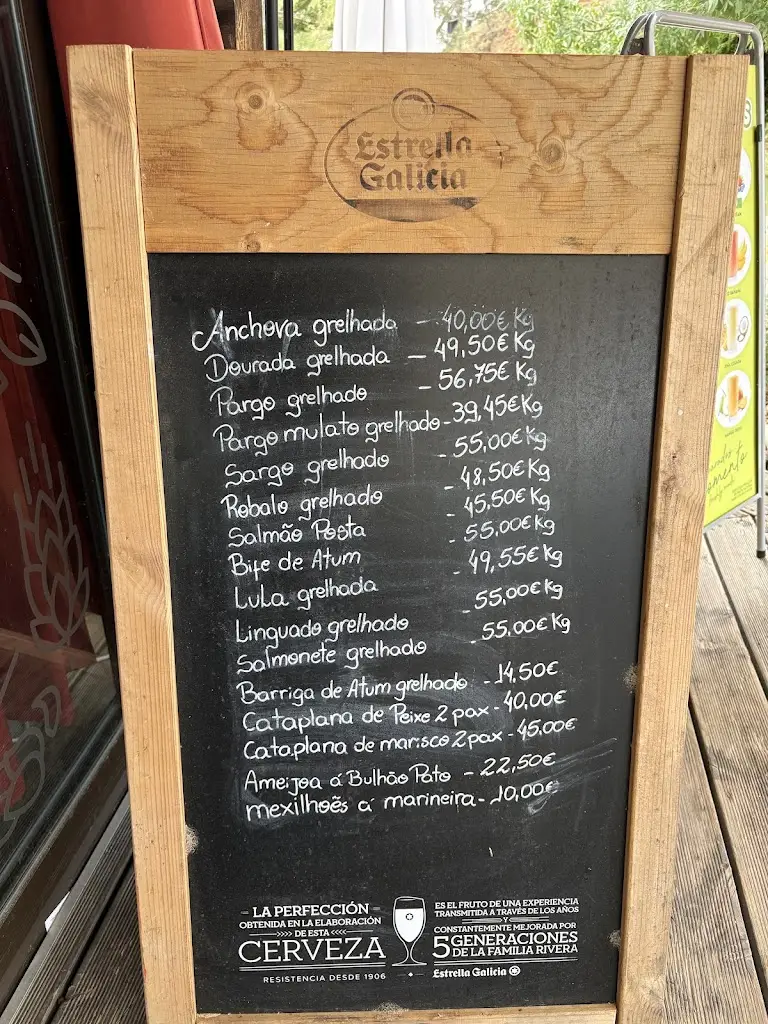 Estrella
Galicia
Anchova grelhada - 40,00€ Kg
Dourada grelhada - 49,50€ Kg
Pargo grelhado - 56,75€ Kg
Pargo mulato grelhado - 39,45€ Kg
Sargo grelhado - 55,00€ Kg
Robalo grelhado - 48,50€ Kg
Salmão Posta - 45,50€ Kg
Bife de Atum - 55,00€ Kg
Lula grelhada - 49,55€ Kg
Linguado grelhado - 55,00€ Kg
Salmonete grelhado - 55,00€ Kg
Barriga de Atum grelhado - 14,50€
Cataplana de Peixe 2 pax - 40,00€
Cataplana de marisco 2 pax - 45,00€
Ameijoa á Bulhão Pato - 22,50€
mexilhoẽs á marineira - 10,00€
LA PERFECCIÓN
OBTENIDA EN LA ELABORACIÓN
DE ESTA
CERVEZA
RESISTENCIA DESDE 1906
ES EL FRUTO DE UNA EXPERIENCIA
TRANSMITIDA A TRAVÉS DE LOS AÑOS
Y
CONSTANTEMENTE MEJORADA POR
5 GENERACIONES
DE LA FAMILIA RIVERA
Estrella Galicia